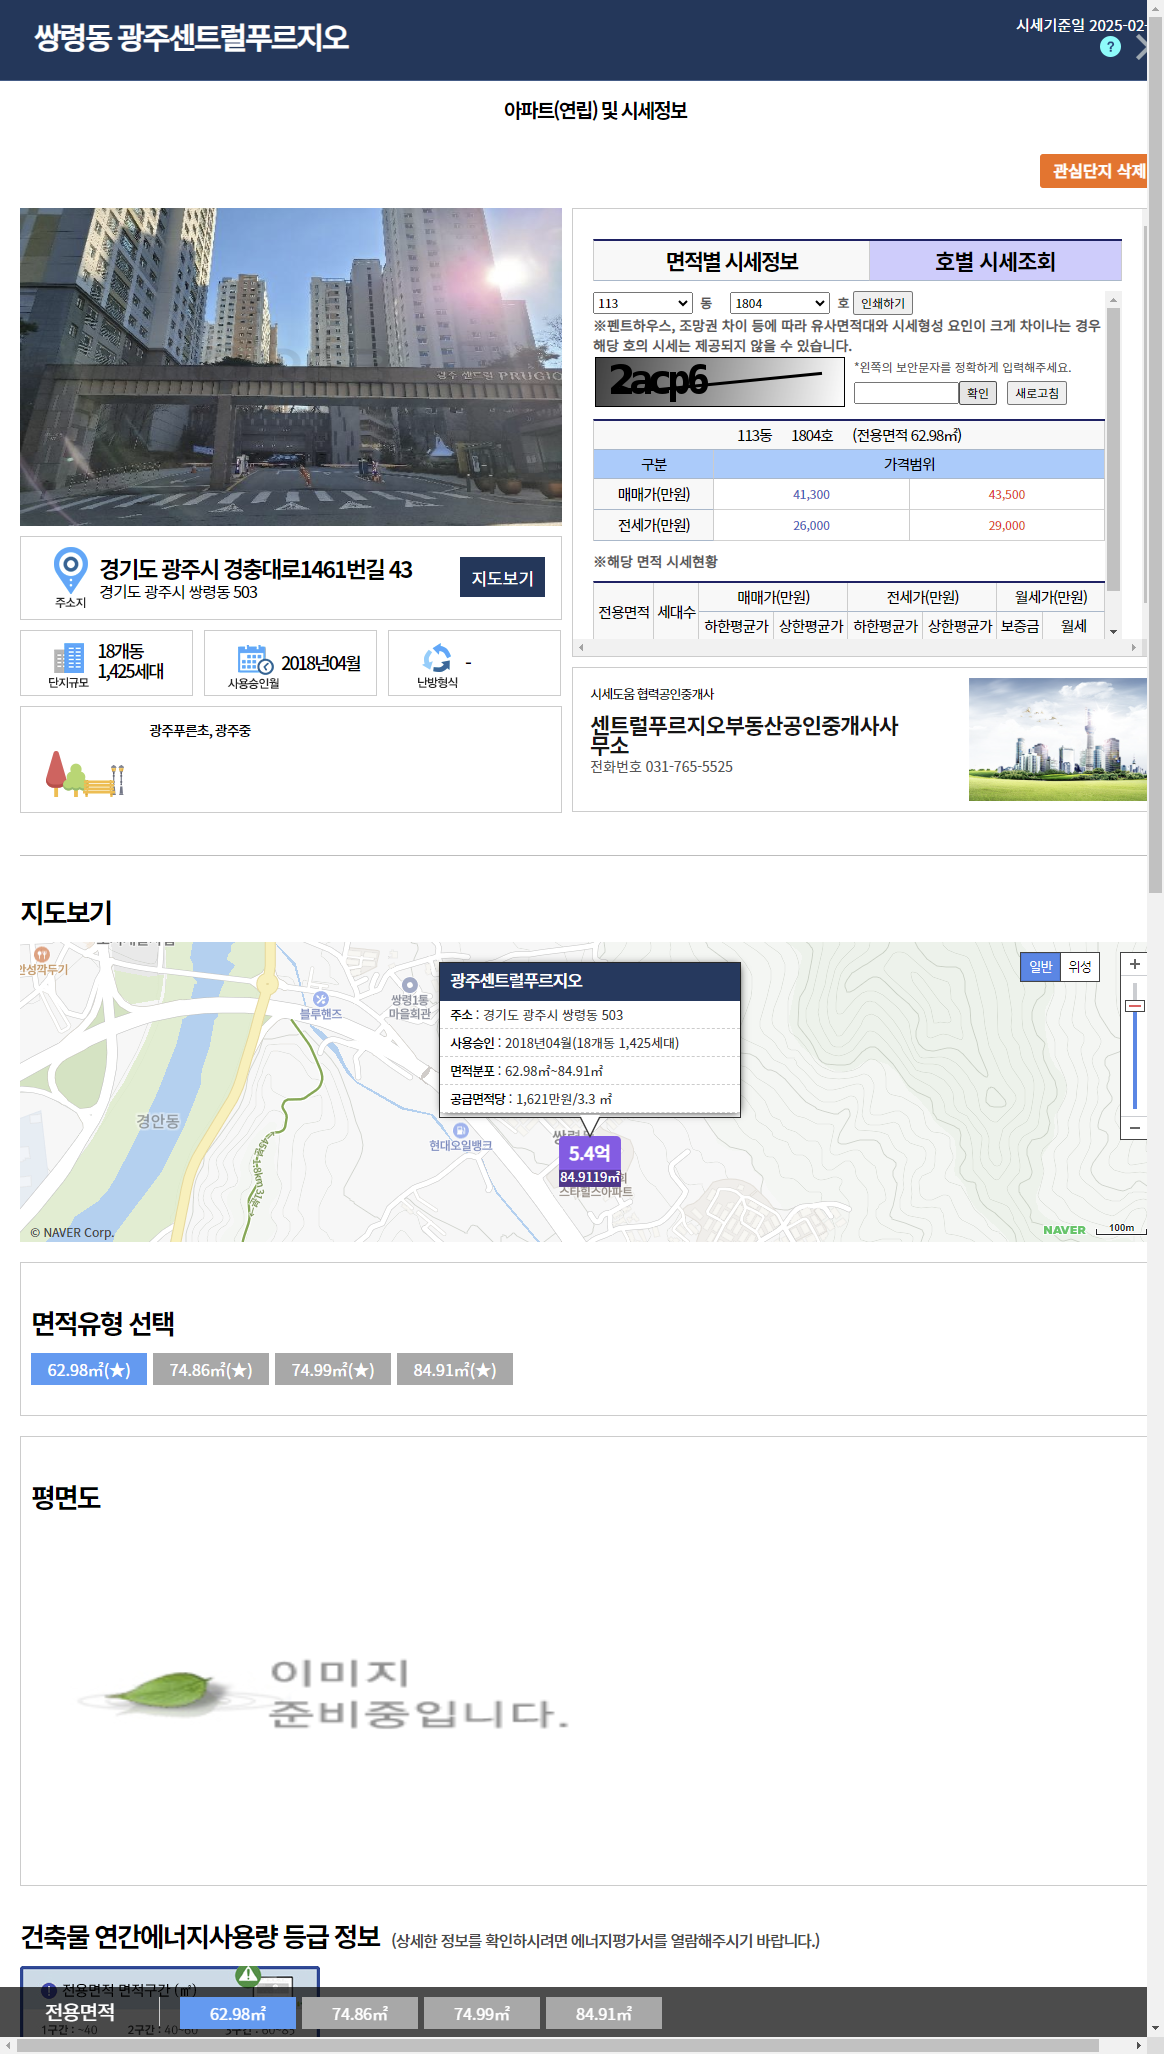 쌍령동 광주센트럴푸르지오
시세기준일 2025-02-
?
아파트(연립) 및 시세정보
관심단지 삭제
광주 센트럴 PRUGIO
면적별 시세정보 호별 시세조회
113 동 1804 호 인쇄하기
※펜트하우스, 조망권 차이 등에 따라 유사면적대와 시세형성 요인이 크게 차이나는 경우
해당 호의 시세는 제공되지 않을 수 있습니다.
2acp6
*왼쪽의 보안문자를 정확하게 입력해주세요.
확인 새로고침
113동 1804호 (전용면적 62.98㎡)
구분 가격범위
매매가(만원) 41,300 43,500
전세가(만원) 26,000 29,000
※해당 면적 시세현황
전용면적 세대수 매매가(만원) 전세가(만원) 월세가(만원)
하한평균가 상한평균가 하한평균가 상한평균가 보증금 월세
주소지
경기도 광주시 경충대로1461번길 43
경기도 광주시 쌍령동 503
지도보기
단지규모
18개동
1,425세대
사용승인월
2018년04월
난방형식
-
광주푸른초, 광주중
시세도움 협력공인중개사
센트럴푸르지오부동산공인중개사사
무소
전화번호 031-765-5525
지도보기
안성깍두기
블루핸즈
쌍령1통
마을회관
경안동
현대오일뱅크
광주센트럴푸르지오
주소 : 경기도 광주시 쌍령동 503
사용승인 : 2018년04월(18개동 1,425세대)
면적분포 : 62.98㎡~84.91㎡
공급면적당 : 1,621만원/3.3 ㎡
5.4억
84.9119㎡
스타힐스아파트
일반 위성
+
−
© NAVER Corp.
NAVER
100m
면적유형 선택
62.98㎡(★) 74.86㎡(★) 74.99㎡(★) 84.91㎡(★)
평면도
이미지
준비중입니다.
건축물 연간에너지사용량 등급 정보 (상세한 정보를 확인하시려면 에너지평가서를 열람해주시기 바랍니다.)
전용면적 면적구간 (㎡)
전용면적 62.98㎡ 74.86㎡ 74.99㎡ 84.91㎡
1구간 : ~40 2구간 : 40~60 3구간 : 60~85